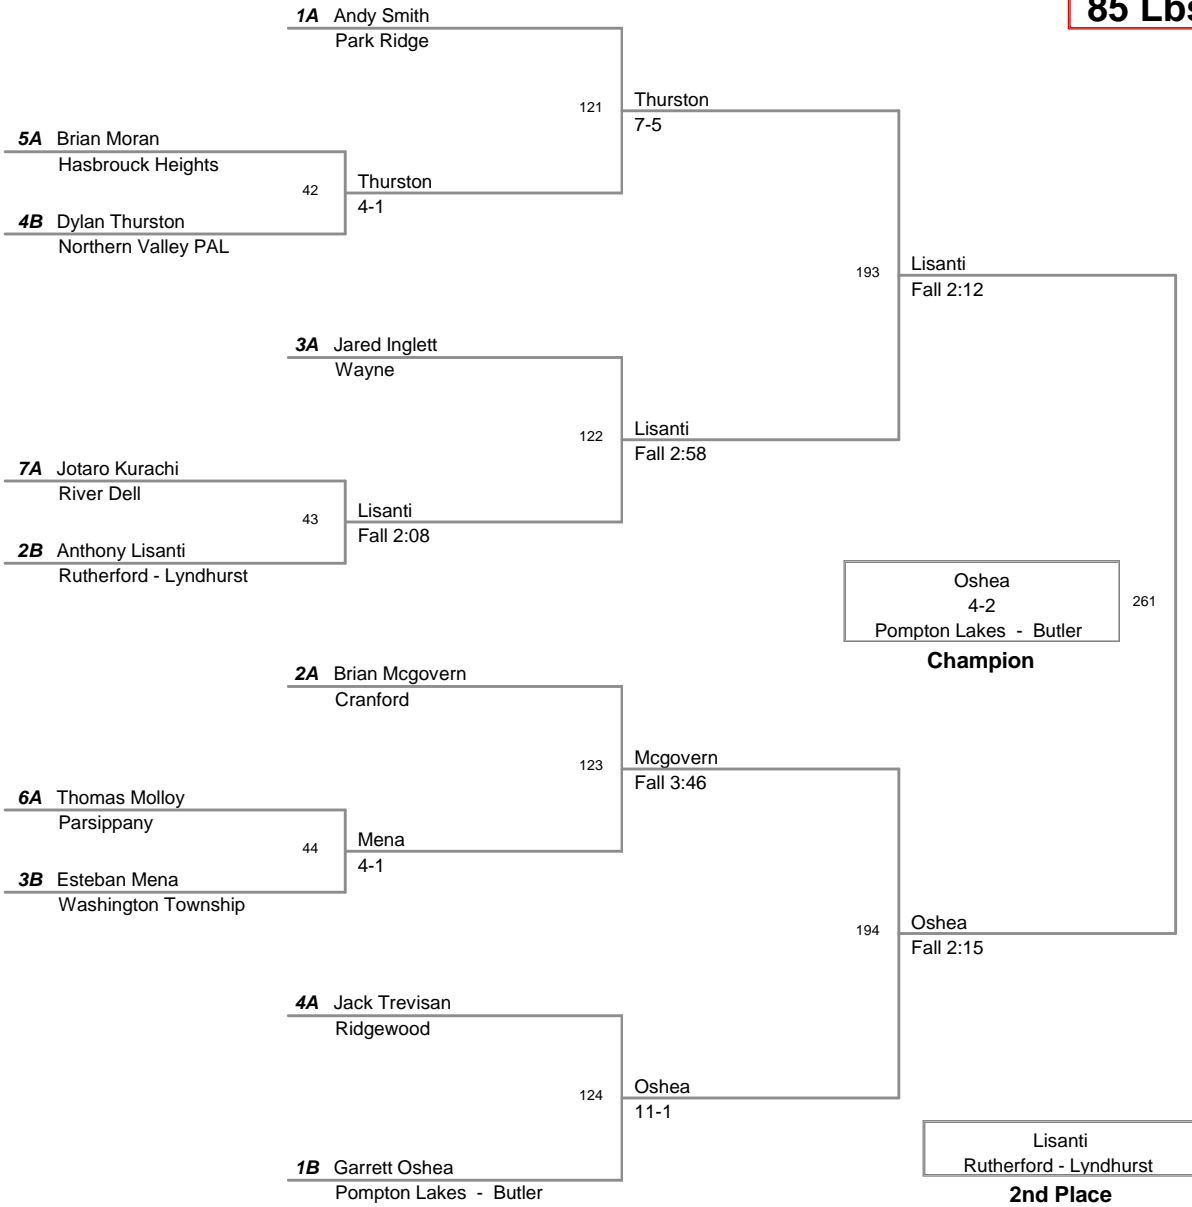 85 Lbs
1A Andy Smith
Park Ridge
121
Thurston
7-5
5A Brian Moran
Hasbrouck Heights
42
Thurston
4-1
4B Dylan Thurston
Northern Valley PAL
193
Lisanti
Fall 2:12
3A Jared Inglett
Wayne
122
Lisanti
Fall 2:58
7A Jotaro Kurachi
River Dell
43
Lisanti
Fall 2:08
2B Anthony Lisanti
Rutherford - Lyndhurst
Oshea
4-2
Pompton Lakes - Butler
261
Champion
2A Brian Mcgovern
Cranford
123
Mcgovern
Fall 3:46
6A Thomas Molloy
Parsippany
44
Mena
4-1
3B Esteban Mena
Washington Township
194
Oshea
Fall 2:15
4A Jack Trevisan
Ridgewood
124
Oshea
11-1
1B Garrett Oshea
Pompton Lakes - Butler
Lisanti
Rutherford - Lyndhurst
2nd Place